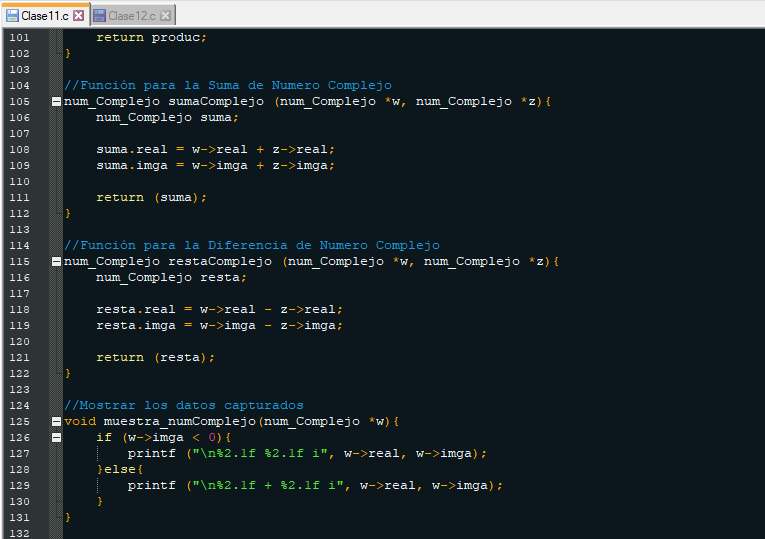 Clase11.c Clase12.c
101 return produc;
102 }
103
104 //Función para la Suma de Numero Complejo
105 num_Complejo sumaComplejo (num_Complejo *w, num_Complejo *z){
106 num_Complejo suma;
107
108 suma.real = w->real + z->real;
109 suma.imga = w->imga + z->imga;
110
111 return (suma);
112 }
113
114 //Función para la Diferencia de Numero Complejo
115 num_Complejo restaComplejo (num_Complejo *w, num_Complejo *z){
116 num_Complejo resta;
117
118 resta.real = w->real - z->real;
119 resta.imga = w->imga - z->imga;
120
121 return (resta);
122 }
123
124 //Mostrar los datos capturados
125 void muestra_numComplejo(num_Complejo *w){
126 if (w->imga < 0){
127 printf ("\n%2.1f %2.1f i", w->real, w->imga);
128 }else{
129 printf ("\n%2.1f + %2.1f i", w->real, w->imga);
130 }
131 }
132